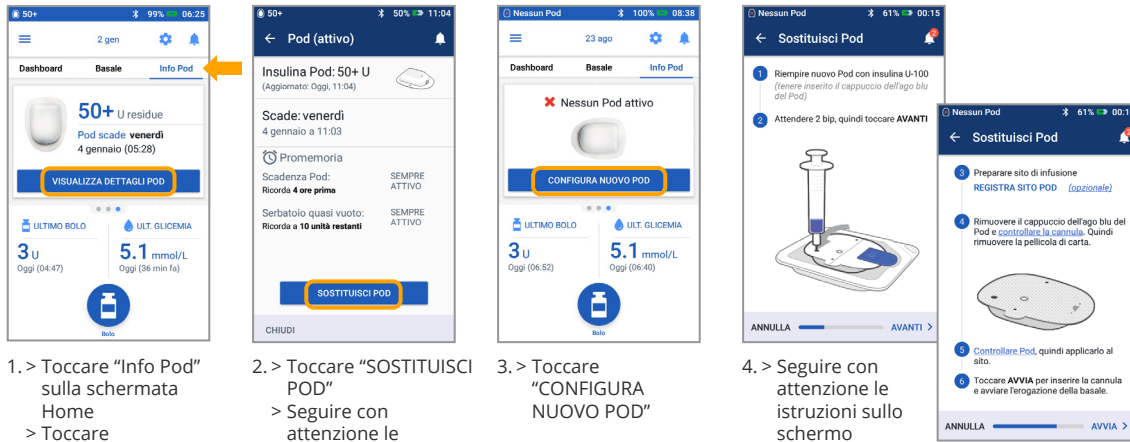 50+ 99% 06:25
2 gen
Dashboard Basale Info Pod
50+ U residue
Pod scade venerdì
4 gennaio (05:28)
VISUALIZZA DETTAGLI POD
ULTIMO BOLO ULT. GLICEMIA
3 U 5.1 mmol/L
Oggi (04:47) Oggi (36 min fa)
Bolo
1. > Toccare “Info Pod”
sulla schermata
Home
> Toccare
50+ 50% 11:04
Pod (attivo)
Insulina Pod: 50+ U
(Aggiornato: Oggi, 11:04)
Scade: venerdì
4 gennaio a 11:03
Promemoria
Scadenza Pod: SEMPRE
Ricorda 4 ore prima ATTIVO
Serbatoio quasi vuoto: SEMPRE
Ricorda a 10 unità restanti ATTIVO
SOSTITUISCI POD
CHIUDI
2. > Toccare “SOSTITUISCI
POD”
> Seguire con
attenzione le
Nessun Pod 100% 08:38
23 ago
Dashboard Basale Info Pod
Nessun Pod attivo
CONFIGURA NUOVO POD
ULTIMO BOLO ULT. GLICEMIA
3 U 5.1 mmol/L
Oggi (06:52) Oggi (06:40)
Bolo
3. > Toccare
“CONFIGURA
NUOVO POD”
Nessun Pod 61% 00:15
Sostituisci Pod 2
1 Riempire nuovo Pod con insulina U-100
(tenere inserito il cappuccio dell'ago blu
del Pod)
2 Attendere 2 bip, quindi toccare AVANTI
ANNULLA AVANTI >
4. > Seguire con
attenzione le
istruzioni sullo
schermo
Nessun Pod 61% 00:1
Sostituisci Pod
3 Preparare sito di infusione
REGISTRA SITO POD (opzionale)
4 Rimuovere il cappuccio dell'ago blu del
Pod e controllare la cannula. Quindi
rimuovere la pellicola di carta.
5 Controllare Pod, quindi applicarlo al
sito.
6 Toccare AVVIA per inserire la cannula
e avviare l'erogazione della basale.
ANNULLA AVVIA >